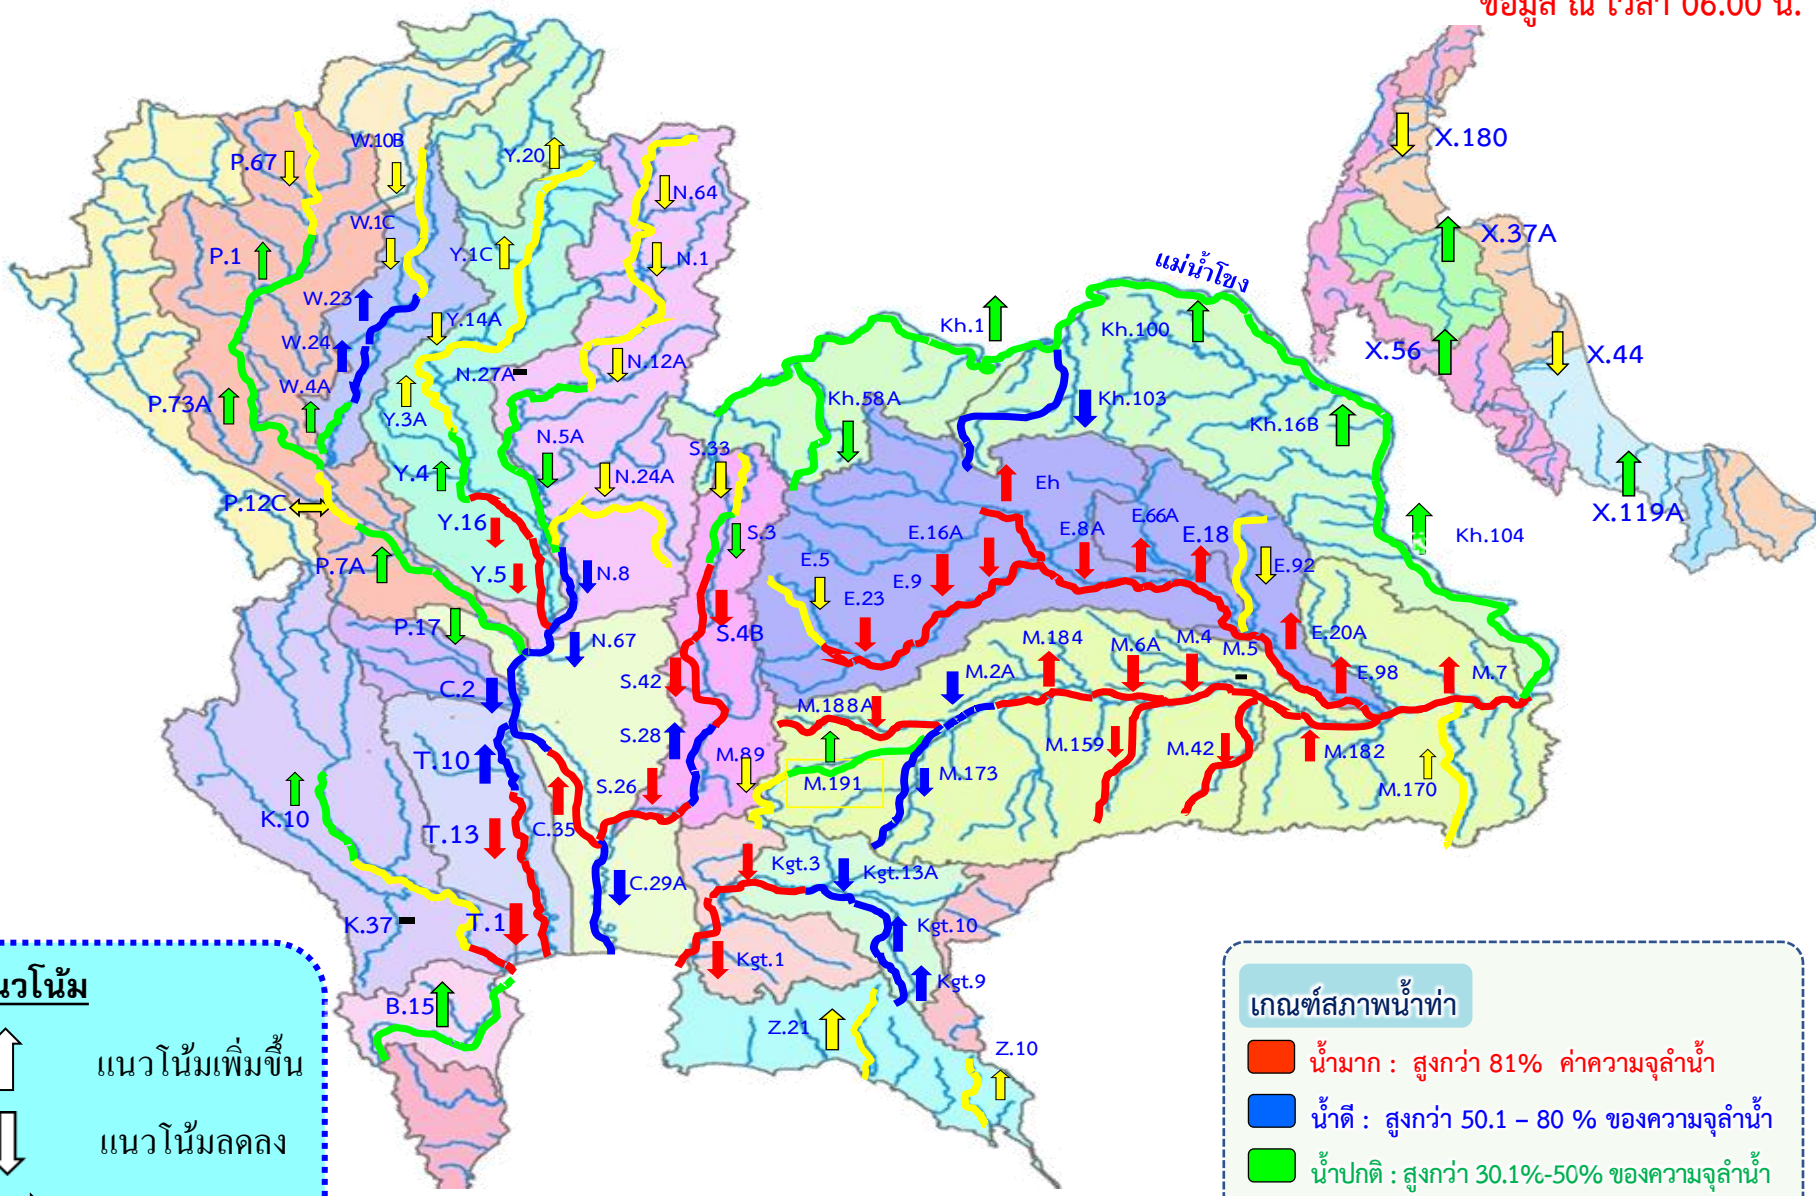 ข้อมูล ณ เวลา 06.00 น.
W.10B
P.67
Y.20
X.180
N.64
W.1C
X.37A
P.1
Y.1C
N.1
แม่น้ำโขง
W.23
Y.14A
Kh.1
Kh.100
W.24
X.56
X.44
N.12A
N.27A
W.4A
P.73A
Kh.58A
Kh.103
Y.3A
Kh.16B
N.5A
S.33
Y.4
N.24A
Eh
P.12C
X.119A
Y.16
S.3
E.16A
E.8A
E.66A
E.18
Kh.104
P.7A
Y.5
N.8
E.5
E.9
E.92
E.23
P.17
S.4B
N.67
M.184
M.6A
M.4
M.5
E.20A
C.2
S.42
M.2A
E.98
M.7
M.188A
S.28
T.10
M.89
M.159
M.42
M.182
S.26
M.191
M.173
M.170
K.10
T.13
C.35
Kgt.3
Kgt.13A
C.29A
K.37
T.1
Kgt.10
Kgt.1
Kgt.9
B.15
Z.21
Z.10
นวโน้ม
แนวโน้มเพิ่มขึ้น
แนวโน้มลดลง
เกณฑ์สภาพน้ำท่า
น้ำมาก : สูงกว่า 81% ค่าความจุลำน้ำ
น้ำดี : สูงกว่า 50.1 – 80 % ของความจุลำน้ำ
น้ำปกติ : สูงกว่า 30.1%-50% ของความจุลำน้ำ